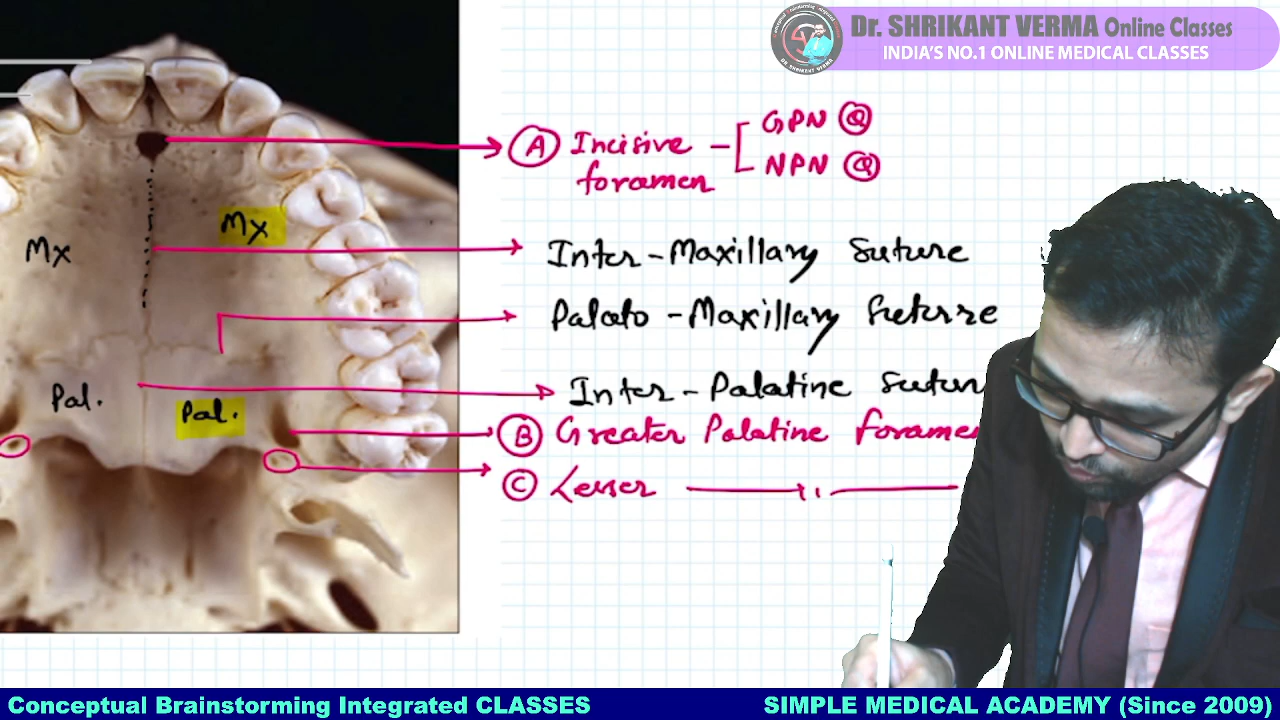 Dr. SHRIKANT VERMA Online Classes
INDIA'S NO.1 ONLINE MEDICAL CLASSES
A Incisive foramen
GPN Q
NPN Q
Mx
Mx
Inter-Maxillary Suture
Palato-Maxillary Suture
Pal.
Pal.
Inter-Palatine Sutur
B Greater Palatine foramen
C Lesser —〃—
Conceptual Brainstorming Integrated CLASSES
SIMPLE MEDICAL ACADEMY (Since 2009)